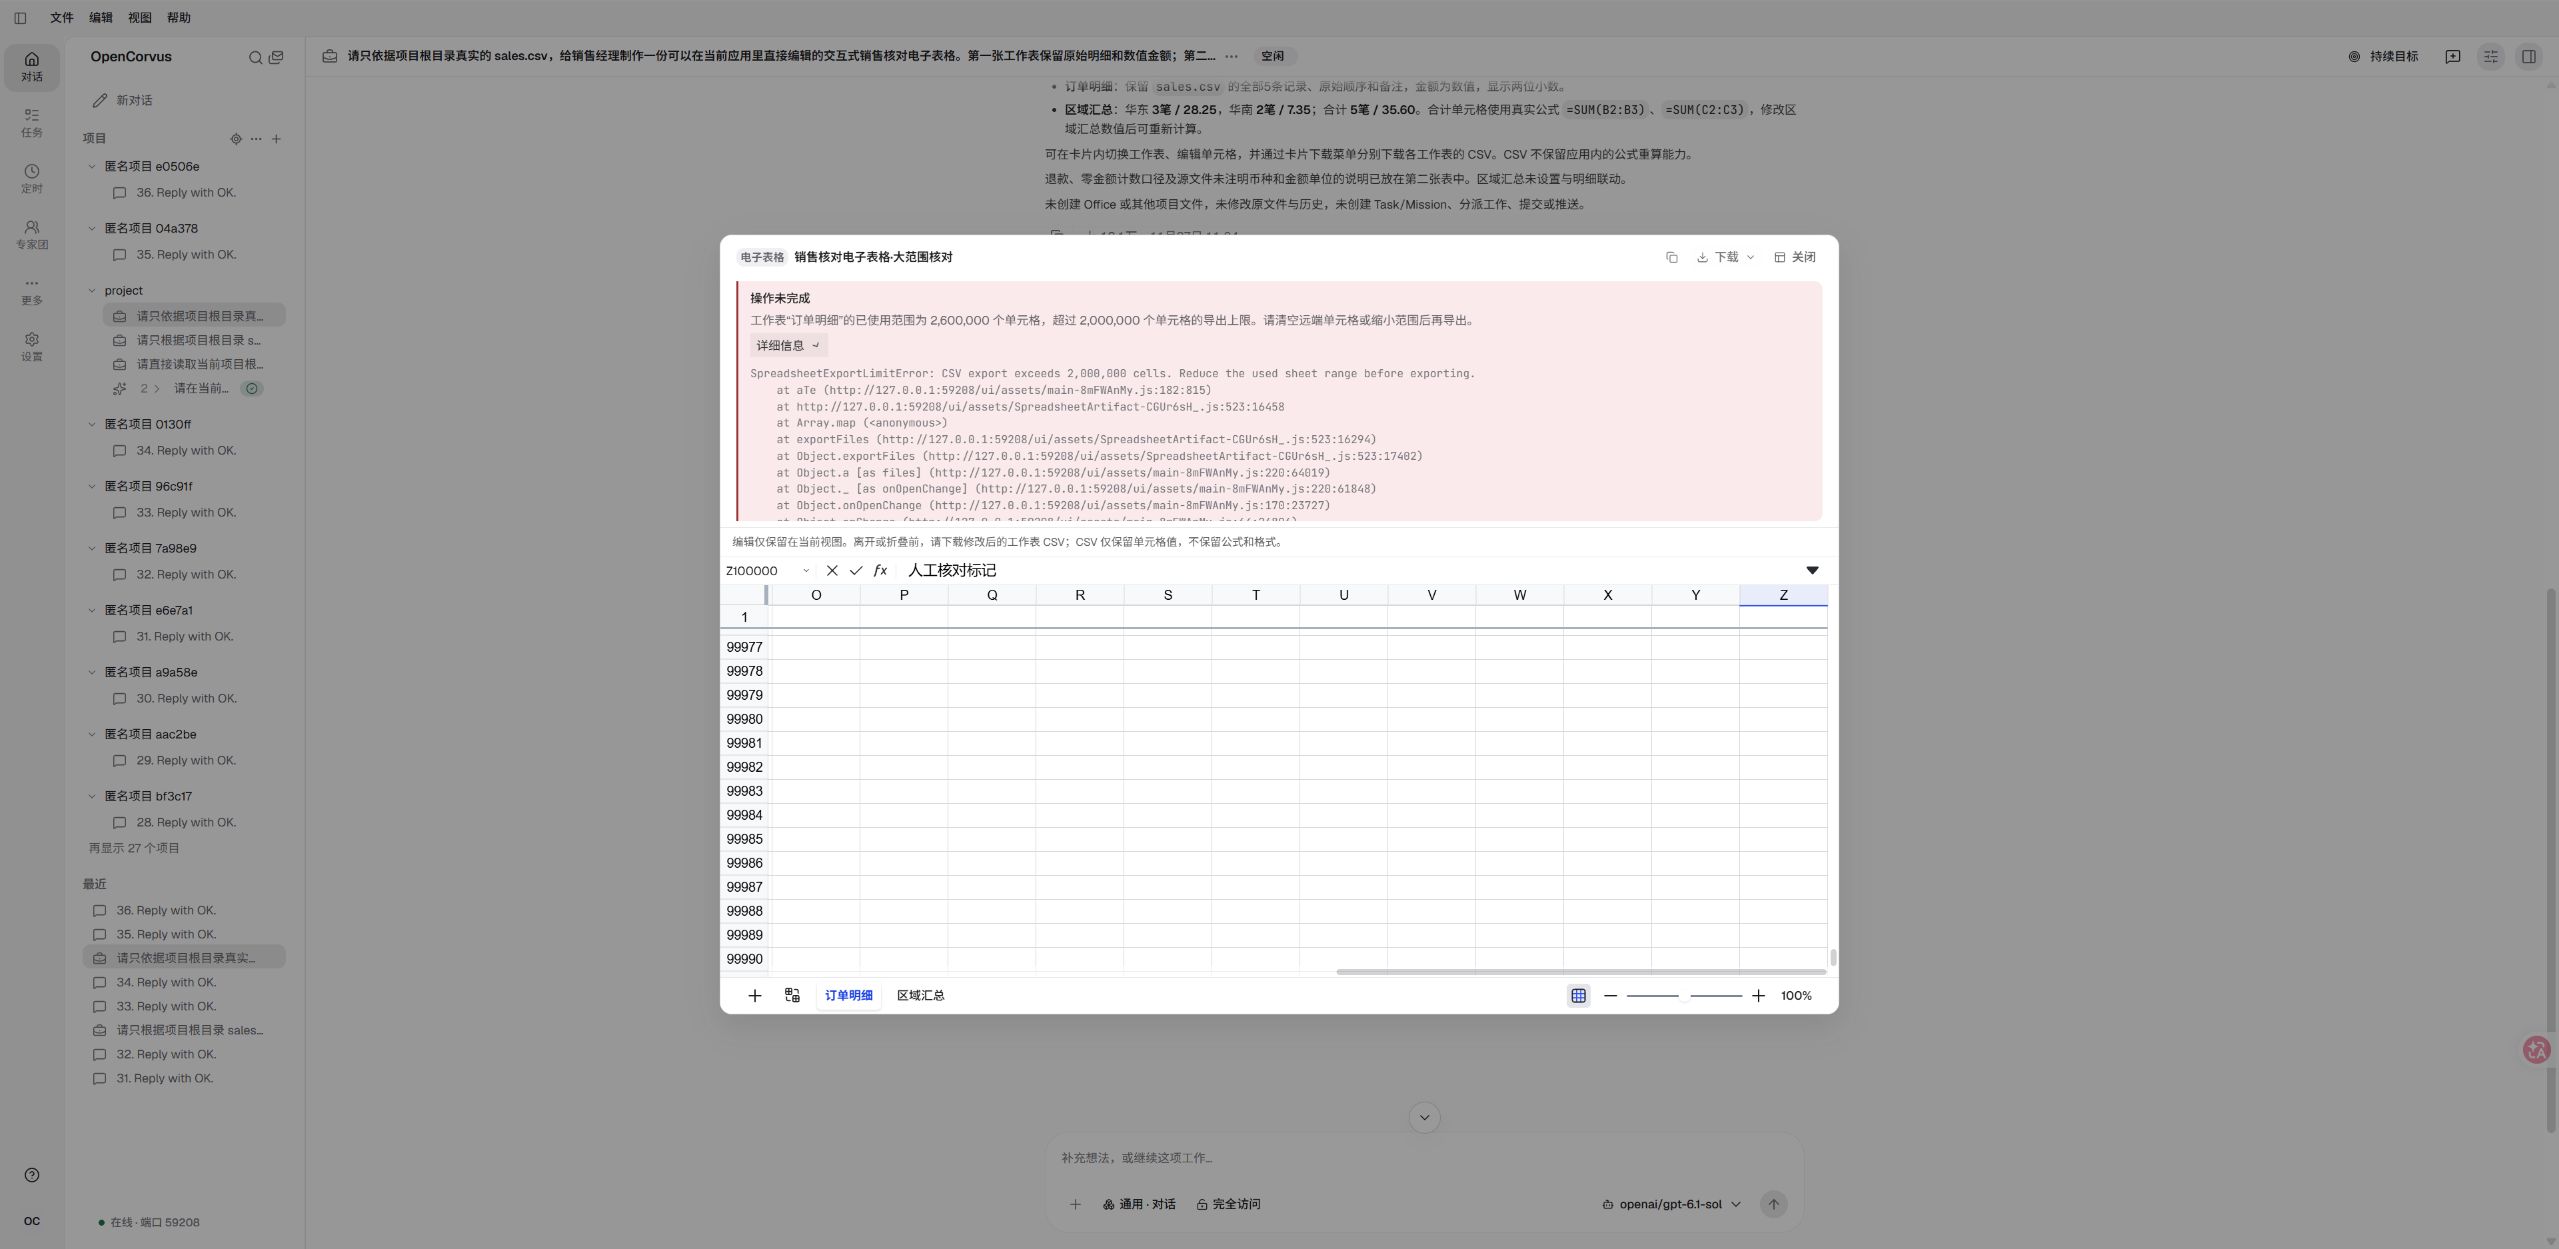 文件 编辑 视图 帮助
对话
任务
定时
专家团
更多
设置
OC
OpenCorvus
新对话
项目
匿名项目 e0506e
36. Reply with OK.
匿名项目 04a378
35. Reply with OK.
project
请只依据项目根目录真...
请只根据项目根目录 s...
请直接读取当前项目根...
2 请在当前...
匿名项目 0130ff
34. Reply with OK.
匿名项目 96c91f
33. Reply with OK.
匿名项目 7a98e9
32. Reply with OK.
匿名项目 e6e7a1
31. Reply with OK.
匿名项目 a9a58e
30. Reply with OK.
匿名项目 aac2be
29. Reply with OK.
匿名项目 bf3c17
28. Reply with OK.
再显示 27 个项目
最近
36. Reply with OK.
35. Reply with OK.
请只依据项目根目录真实...
34. Reply with OK.
33. Reply with OK.
请只根据项目根目录 sales...
32. Reply with OK.
31. Reply with OK.
在线 · 端口 59208
请只依据项目根目录真实的 sales.csv，给销售经理制作一份可以在当前应用里直接编辑的交互式销售核对电子表格。第一张工作表保留原始明细和数值金额；第二... 空闲 持续目标
• 订单明细：保留 sales.csv 的全部5条记录、原始顺序和备注，金额为数值，显示两位小数。
• 区域汇总：华东 3笔 / 28.25，华南 2笔 / 7.35；合计 5笔 / 35.60。合计单元格使用真实公式 =SUM(B2:B3)、 =SUM(C2:C3)，修改区
域汇总数值后可重新计算。
可在卡片内切换工作表、编辑单元格，并通过卡片下载菜单分别下载各工作表的 CSV。CSV 不保留应用内的公式重算能力。
退款、零金额计数口径及源文件未注明币种和金额单位的说明已放在第二张表中。区域汇总未设置与明细联动。
未创建 Office 或其他项目文件，未修改原文件与历史，未创建 Task/Mission、分派工作、提交或推送。
电子表格 销售核对电子表格·大范围核对 下载 关闭
操作未完成
工作表“订单明细”的已使用范围为 2,600,000 个单元格，超过 2,000,000 个单元格的导出上限。请清空远端单元格或缩小范围后再导出。
详细信息
SpreadsheetExportLimitError: CSV export exceeds 2,000,000 cells. Reduce the used sheet range before exporting.
at aTe (http://127.0.0.1:59208/ui/assets/main-8mFWAnMy.js:182:815)
at http://127.0.0.1:59208/ui/assets/SpreadsheetArtifact-CGUr6sH_.js:523:16458
at Array.map (<anonymous>)
at exportFiles (http://127.0.0.1:59208/ui/assets/SpreadsheetArtifact-CGUr6sH_.js:523:16294)
at Object.exportFiles (http://127.0.0.1:59208/ui/assets/SpreadsheetArtifact-CGUr6sH_.js:523:17402)
at Object.a [as files] (http://127.0.0.1:59208/ui/assets/main-8mFWAnMy.js:220:64019)
at Object._ [as onOpenChange] (http://127.0.0.1:59208/ui/assets/main-8mFWAnMy.js:220:61848)
at Object.onOpenChange (http://127.0.0.1:59208/ui/assets/main-8mFWAnMy.js:170:23727)
编辑仅保留在当前视图。离开或折叠前，请下载修改后的工作表 CSV；CSV 仅保留单元格值，不保留公式和格式。
Z100000 fx 人工核对标记
O P Q R S T U V W X Y Z
1
99977
99978
99979
99980
99981
99982
99983
99984
99985
99986
99987
99988
99989
99990
订单明细 区域汇总 100%
补充想法，或继续这项工作...
通用 · 对话 完全访问 openai/gpt-6.1-sol